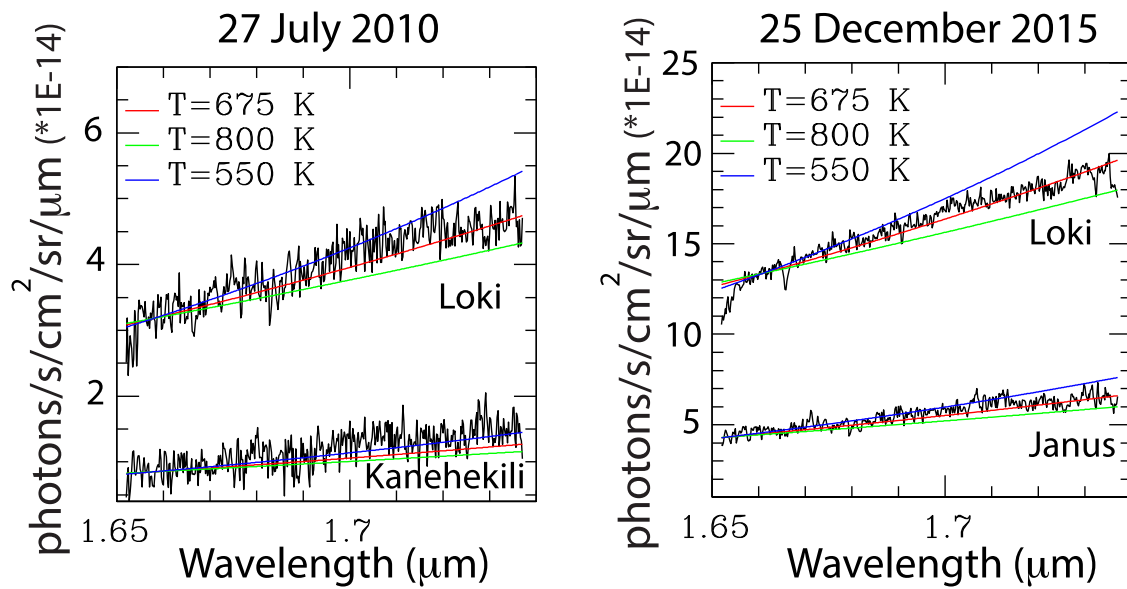 27 July 2010
photons/s/cm²/sr/μm (*1E-14)
T=675 K
T=800 K
T=550 K
6
4
2
Loki
Kanehekili
1.65
1.7
Wavelength (μm)
25 December 2015
photons/s/cm²/sr/μm (*1E-14)
25
T=675 K
T=800 K
T=550 K
20
15
10
5
Loki
Janus
1.65
1.7
Wavelength (μm)